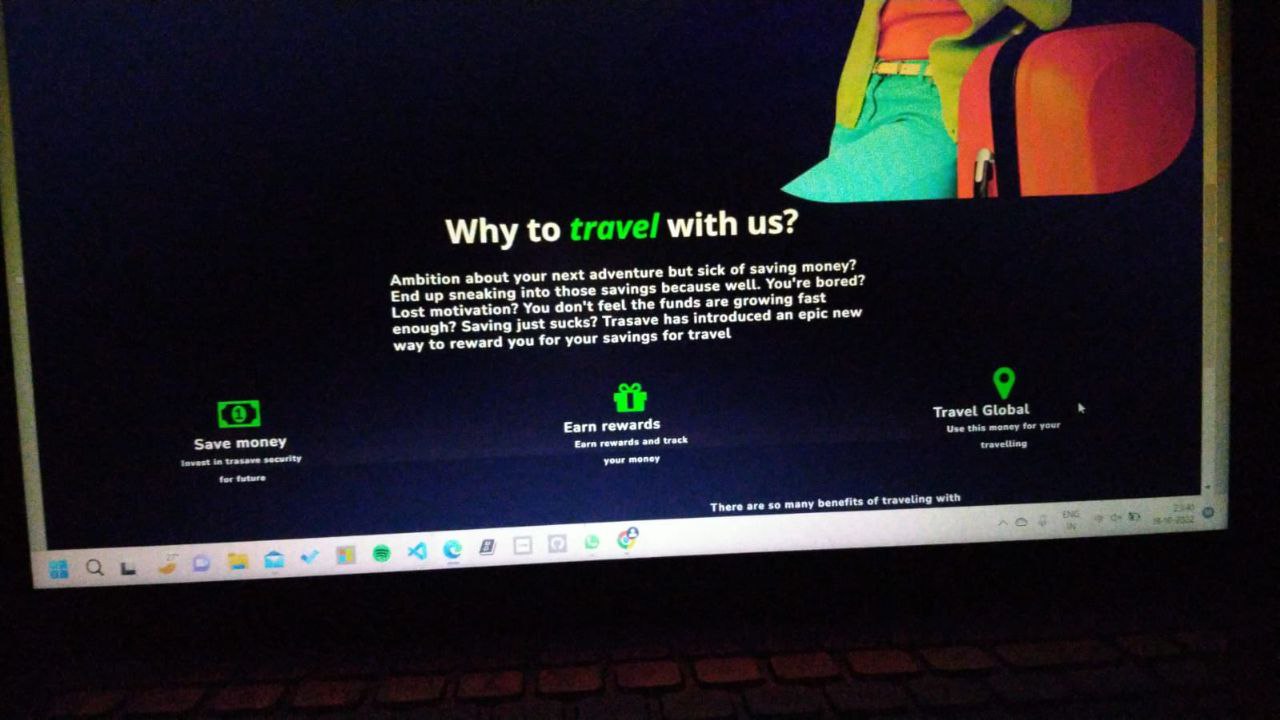 Why to travel with us?
Ambition about your next adventure but sick of saving money?
End up sneaking into those savings because well. You're bored?
Lost motivation? You don't feel the funds are growing fast
enough? Saving just sucks? Trasave has introduced an epic new
way to reward you for your savings for travel
Save money
Invest in trasave security
for future
Earn rewards
Earn rewards and track
your money
Travel Global
Use this money for your
travelling
There are so many benefits of traveling with
27°
ENG
IN
23:40